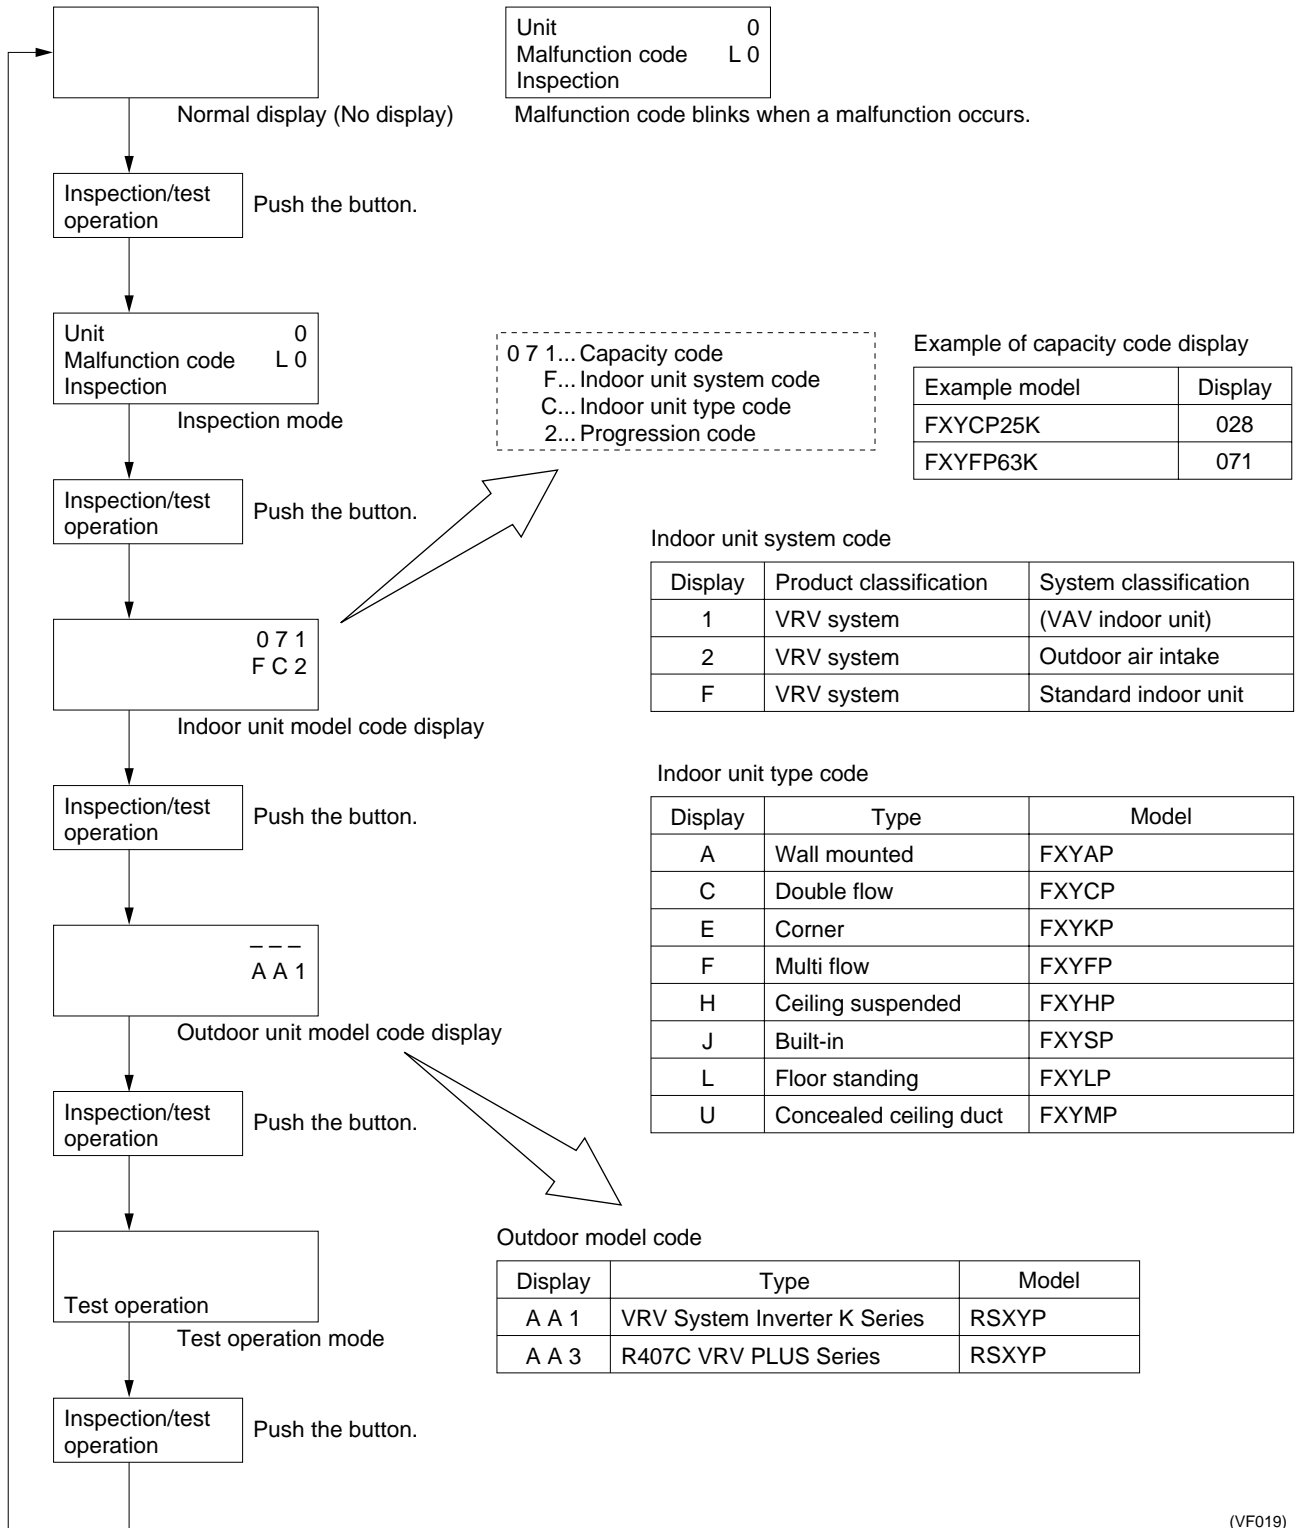 Unit 0
Malfunction code L 0
Inspection
Normal display (No display)
Malfunction code blinks when a malfunction occurs.
Inspection/test
operation
Push the button.
Unit 0
Malfunction code L 0
Inspection
Inspection mode
0 7 1... Capacity code
F... Indoor unit system code
C... Indoor unit type code
2... Progression code
Example of capacity code display
Example model Display
FXYCP25K 028
FXYFP63K 071
Inspection/test
operation
Push the button.
Indoor unit system code
Display Product classification System classification
1 VRV system (VAV indoor unit)
2 VRV system Outdoor air intake
F VRV system Standard indoor unit
0 7 1
F C 2
Indoor unit model code display
Indoor unit type code
Display Type Model
A Wall mounted FXYAP
C Double flow FXYCP
E Corner FXYKP
F Multi flow FXYFP
H Ceiling suspended FXYHP
J Built-in FXYSP
L Floor standing FXYLP
U Concealed ceiling duct FXYMP
Inspection/test
operation
Push the button.
– – –
A A 1
Outdoor unit model code display
Inspection/test
operation
Push the button.
Outdoor model code
Display Type Model
A A 1 VRV System Inverter K Series RSXYP
A A 3 R407C VRV PLUS Series RSXYP
Test operation
Test operation mode
Inspection/test
operation
Push the button.
(VF019)